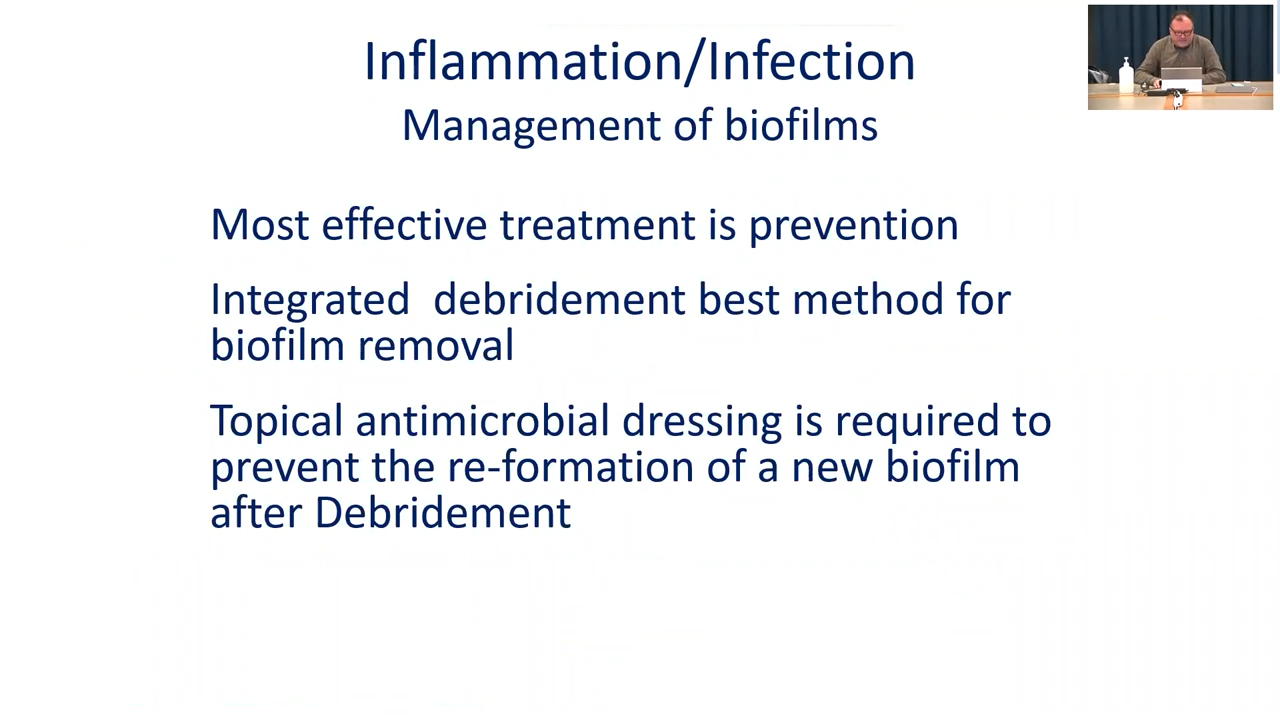 Inflammation/Infection
Management of biofilms
Most effective treatment is prevention
Integrated  debridement best method for
biofilm removal
Topical antimicrobial dressing is required to
prevent the re-formation of a new biofilm
after Debridement